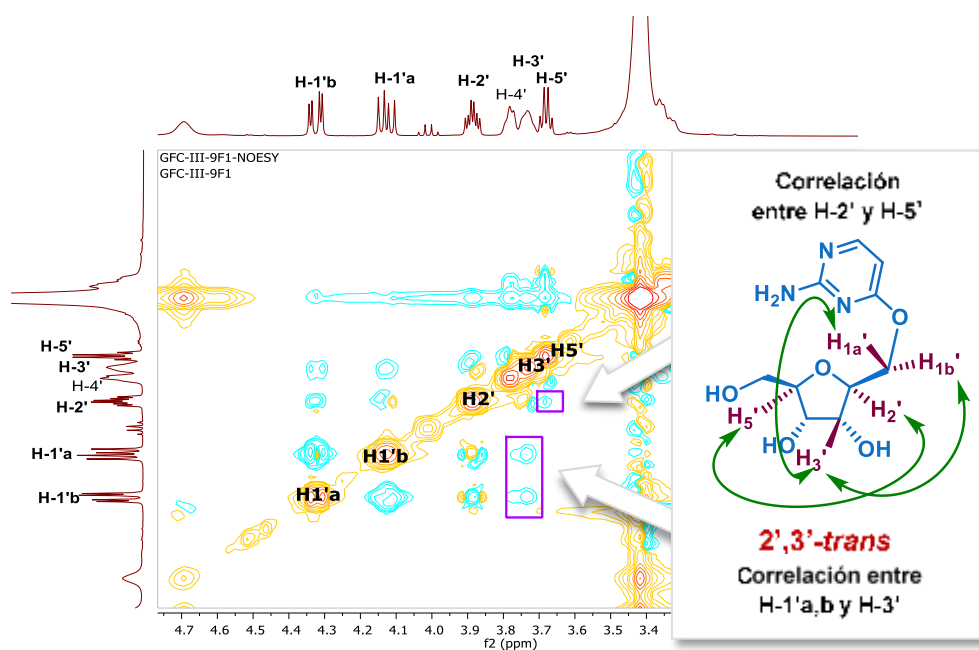 H-1'b
H-1'a
H-2'
H-4'
H-3'
H-5'
GFC-III-9F1-NOESY
GFC-III-9F1
H-5'
H-3'
H-4'
H-2'
H-1'a
H-1'b
H5'
H3'
H2'
H1'b
H1'a
4.7 4.6 4.5 4.4 4.3 4.2 4.1 4.0 3.9 3.8 3.7 3.6 3.5 3.4
f2 (ppm)
Correlación
entre H-2' y H-5'
N
H₂N
N
O
H1a'
H1b'
O
HO
H5'
H2'
HO
OH
H3'
2',3'-trans
Correlación entre
H-1'a,b y H-3'